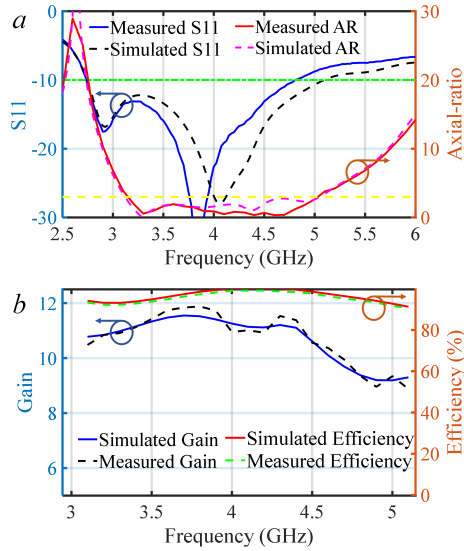 a
Measured S11
Measured AR
Simulated S11
Simulated AR
0
-10
-20
-30
S11
30
20
10
0
Axial-ratio
2.5 3 3.5 4 4.5 5 5.5 6
Frequency (GHz)
b
12
10
8
6
Gain
80
60
40
20
0
Efficiency (%)
Simulated Gain
Simulated Efficiency
Measured Gain
Measured Efficiency
3 3.5 4 4.5 5
Frequency (GHz)